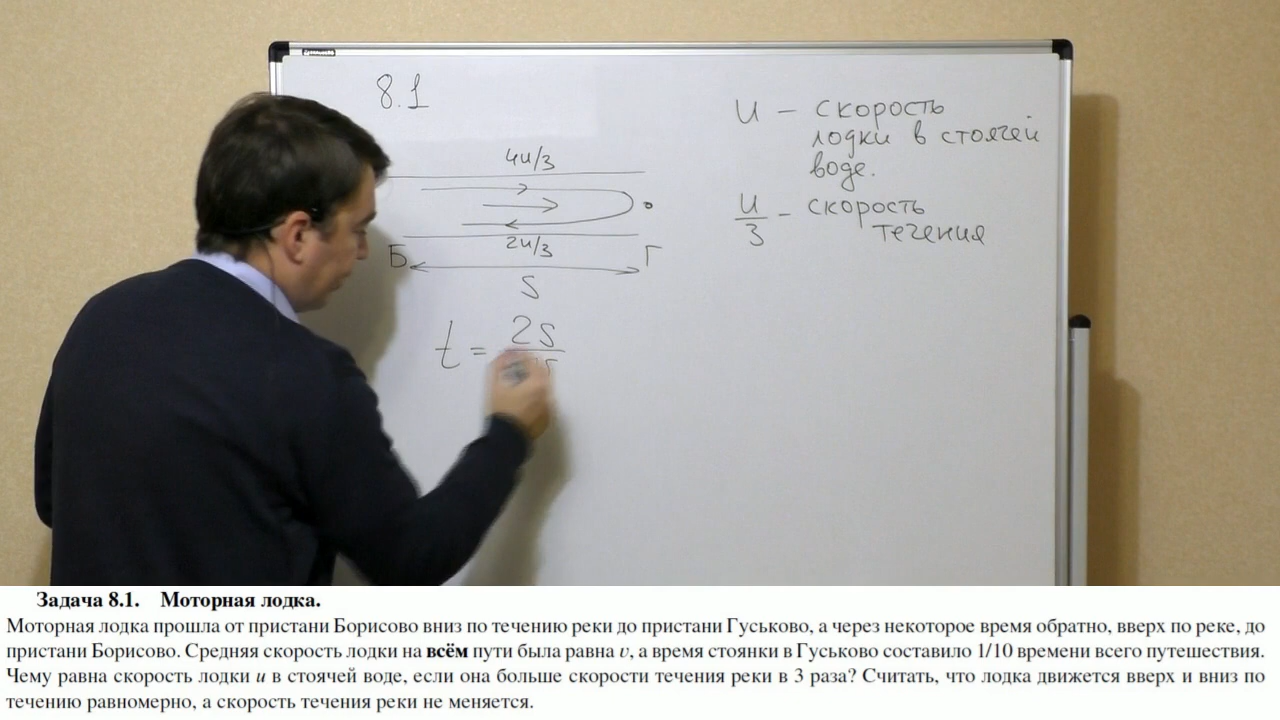 8.1
4u/3
2u/3
Б
Г
S
t = 2S
u – скорость
лодки в стоячей
воде.
u/3 – скорость
течения
Задача 8.1. Моторная лодка.
Моторная лодка прошла от пристани Борисово вниз по течению реки до пристани Гуськово, а через некоторое время обратно, вверх по реке, до
пристани Борисово. Средняя скорость лодки на всём пути была равна v, а время стоянки в Гуськово составило 1/10 времени всего путешествия.
Чему равна скорость лодки u в стоячей воде, если она больше скорости течения реки в 3 раза? Считать, что лодка движется вверх и вниз по
течению равномерно, а скорость течения реки не меняется.